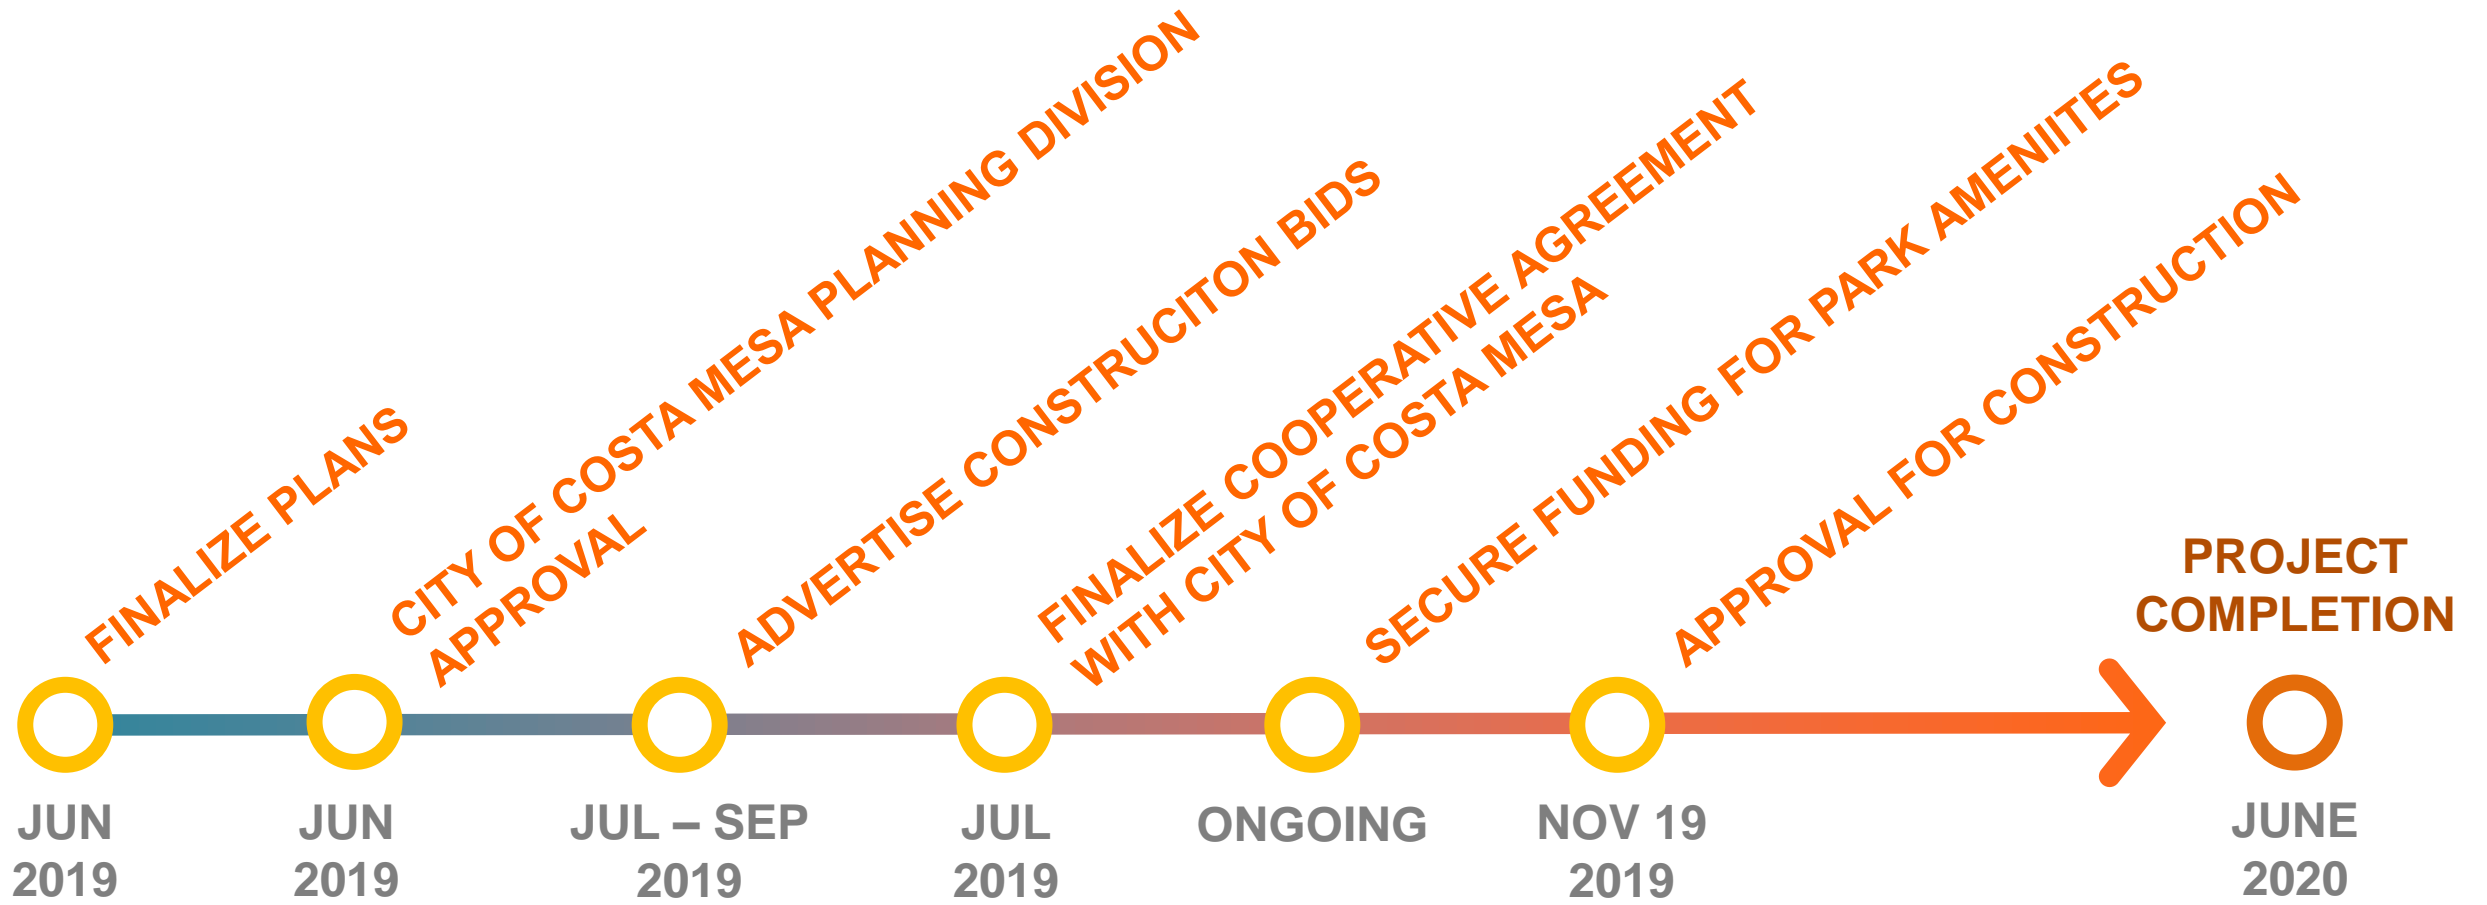 FINALIZE PLANS
CITY OF COSTA MESA PLANNING DIVISION
APPROVAL
ADVERTISE CONSTRUCITON BIDS
FINALIZE COOPERATIVE AGREEMENT
WITH CITY OF COSTA MESA
SECURE FUNDING FOR PARK AMENIITES
APPROVAL FOR CONSTRUCTION
PROJECT
COMPLETION
JUN
2019
JUN
2019
JUL – SEP
2019
JUL
2019
ONGOING
NOV 19
2019
JUNE
2020